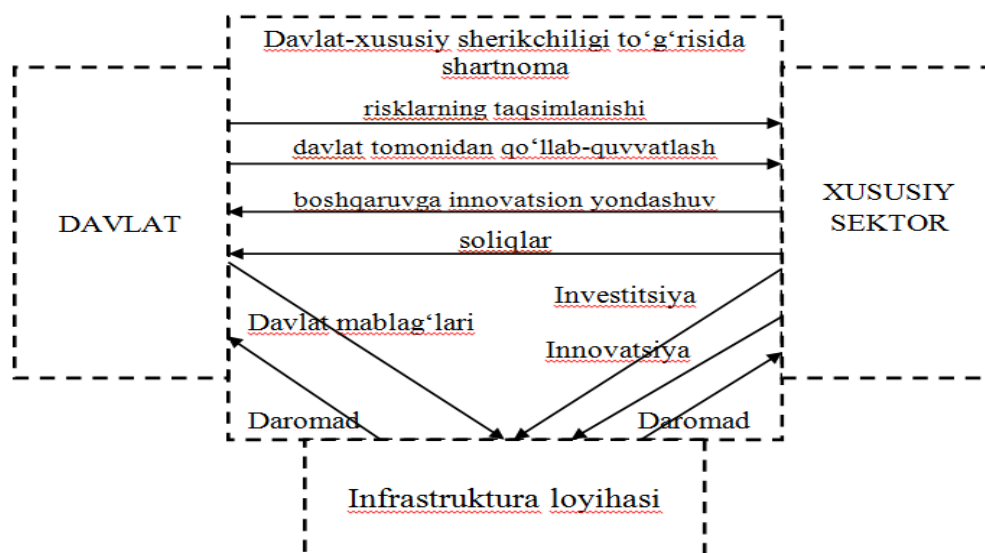 Davlat-xususiy sherikchiligi to‘g‘risida
shartnoma
risklarning taqsimlanishi
davlat tomonidan qo‘llab-quvvatlash
boshqaruvga innovatsion yondashuv
soliqlar
DAVLAT
XUSUSIY
SEKTOR
Investitsiya
Davlat mablag‘lari
Innovatsiya
Daromad
Daromad
Infrastruktura loyihasi